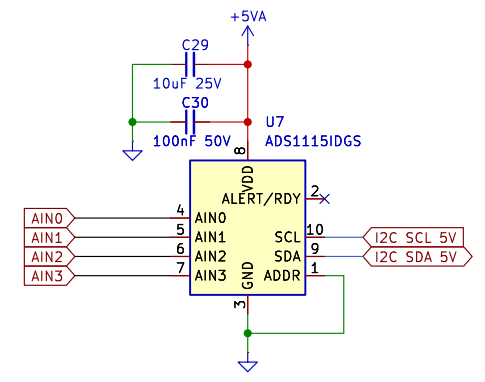 +5VA
C29
10uF 25V
C30
100nF 50V
U7
ADS1115IDGS
8
VDD
ALERT/RDY 2
AIN0 4 AIN0
AIN1 5 AIN1 SCL 10 I2C SCL 5V
AIN2 6 AIN2 SDA 9 I2C SDA 5V
AIN3 7 AIN3 ADDR 1
GND
3